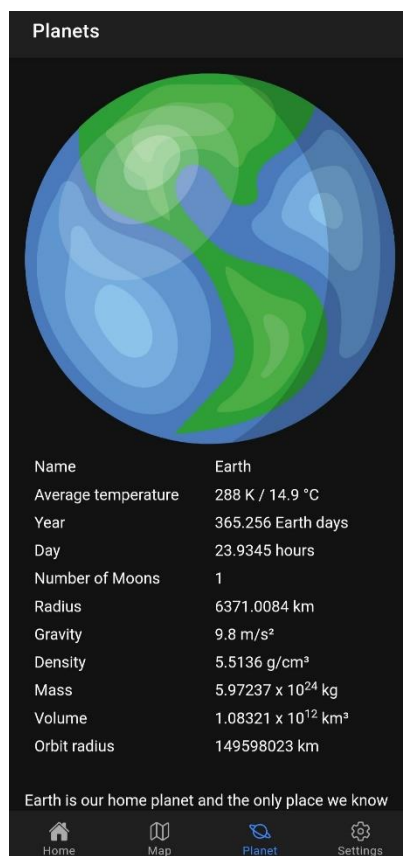 Planets
Name Earth
Average temperature 288 K / 14.9 °C
Year 365.256 Earth days
Day 23.9345 hours
Number of Moons 1
Radius 6371.0084 km
Gravity 9.8 m/s²
Density 5.5136 g/cm³
Mass 5.97237 x 10²⁴ kg
Volume 1.08321 x 10¹² km³
Orbit radius 149598023 km
Earth is our home planet and the only place we know
Home Map Planet Settings